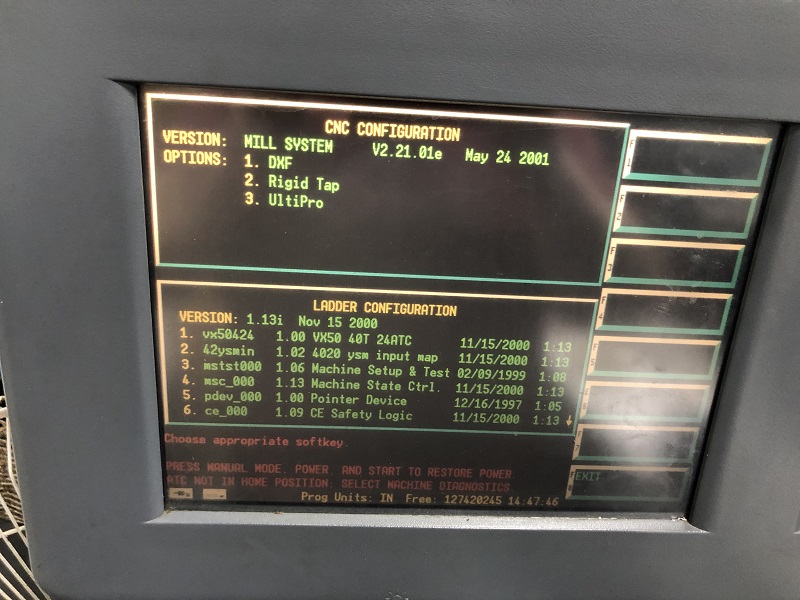 CNC CONFIGURATION
VERSION: MILL SYSTEM V2.21.01e May 24 2001
OPTIONS: 1. DXF
2. Rigid Tap
3. UltiPro
LADDER CONFIGURATION
VERSION: 1.13i Nov 15 2000
1. vx50424 1.00 VX50 40T 24ATC 11/15/2000 1:13
2. 42ysmin 1.02 4020 ysm input map 11/15/2000 1:13
3. mstst000 1.06 Machine Setup & Test 02/09/1999 1:08
4. msc_000 1.13 Machine State Ctrl. 11/15/2000 1:13
5. pdev_000 1.00 Pointer Device 12/16/1997 1:05
6. ce_000 1.09 CE Safety Logic 11/15/2000 1:13
Choose appropriate softkey.
PRESS MANUAL MODE, POWER, AND START TO RESTORE POWER
ATC NOT IN HOME POSITION; SELECT MACHINE DIAGNOSTICS
Prog Units: IN Free: 127420245 14:47:46
F1
F2
F3
F4
F5
EXIT